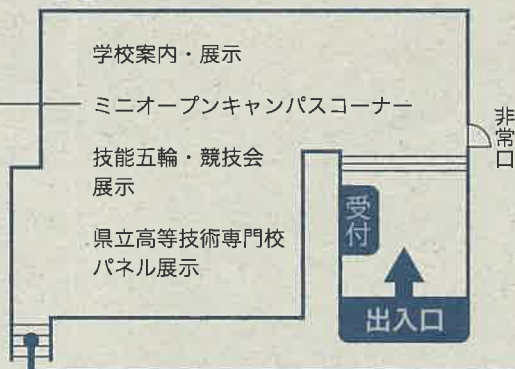 学校案内・展示
ミニオープンキャンパスコーナー
技能五輪・競技会
展示
県立高等技術専門校
パネル展示
非常口
受付
出入口